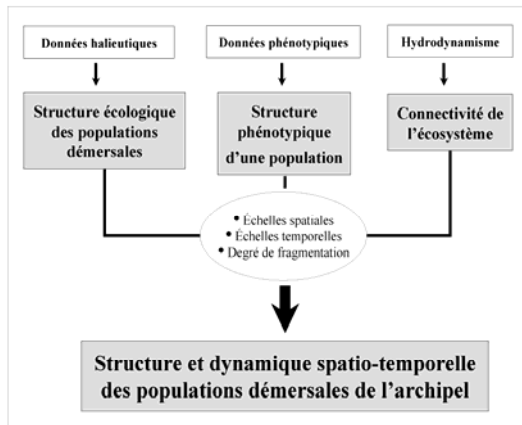 Données halieutiques
Données phénotypiques
Hydrodynamisme
Structure écologique
des populations
démersales
Structure
phénotypique
d'une population
Connectivité de
l'écosystème
• Échelles spatiales
• Échelles temporelles
• Degré de fragmentation
Structure et dynamique spatio-temporelle
des populations démersales de l'archipel